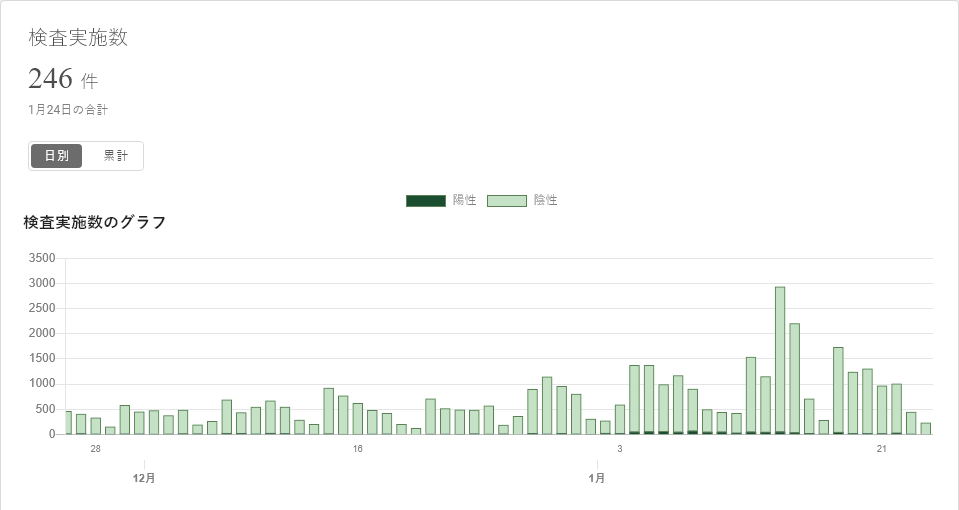 検査実施数
246 件
1月24日の合計
日別 累計
陽性 陰性
検査実施数のグラフ
3500
3000
2500
2000
1500
1000
500
0
28 16 3 21
12月 1月